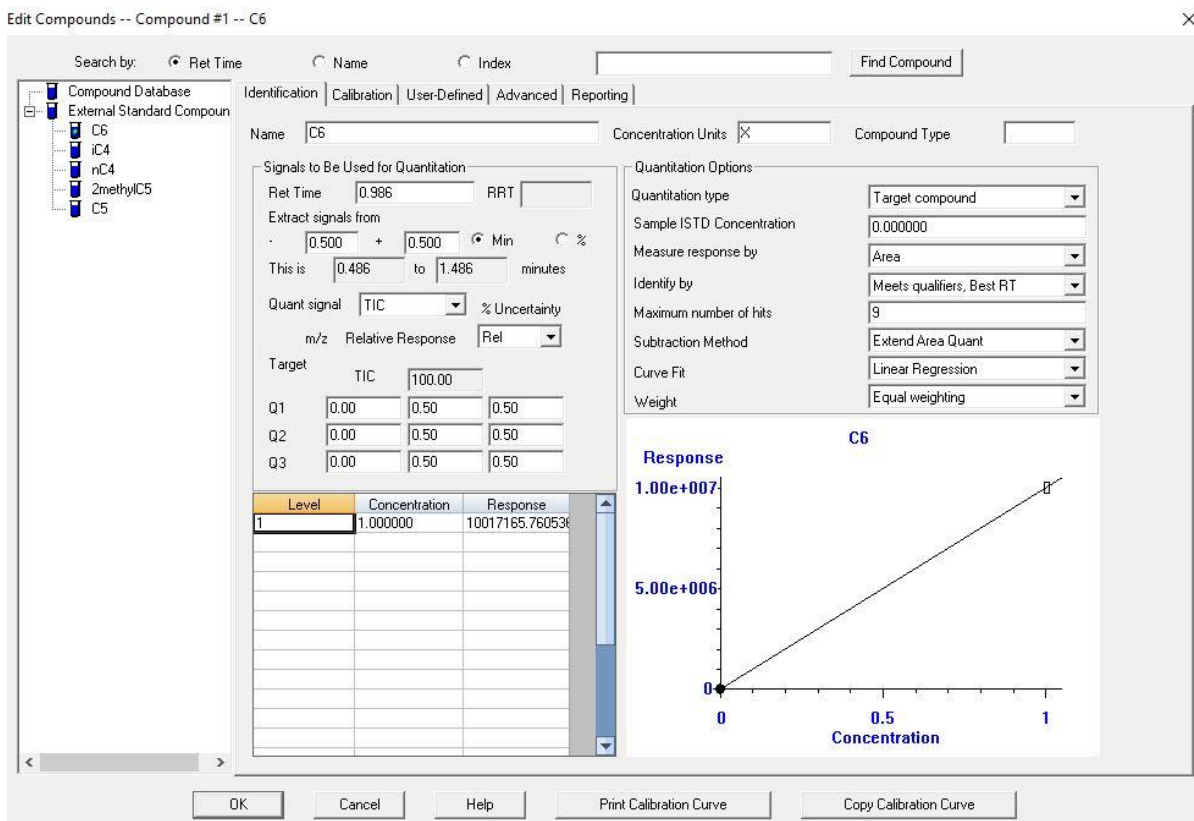 Edit Compounds -- Compound #1 -- C6
Search by: Ret Time Name Index Find Compound
Compound Database
External Standard Compoun
C6
iC4
nC4
2methylC5
C5
Identification Calibration User-Defined Advanced Reporting
Name C6 Concentration Units X Compound Type
Signals to Be Used for Quantitation
Ret Time 0.986 RRT
Extract signals from
- 0.500 + 0.500 Min %
This is 0.486 to 1.486 minutes
Quant signal TIC % Uncertainty
m/z Relative Response Rel
Target TIC 100.00
Q1 0.00 0.50 0.50
Q2 0.00 0.50 0.50
Q3 0.00 0.50 0.50
Quantitation Options
Quantitation type Target compound
Sample ISTD Concentration 0.000000
Measure response by Area
Identify by Meets qualifiers, Best RT
Maximum number of hits 9
Subtraction Method Extend Area Quant
Curve Fit Linear Regression
Weight Equal weighting
Level Concentration Response
1 1.000000 10017165.760536
C6
Response
1.00e+007
5.00e+006
0
0 0.5 1
Concentration
OK Cancel Help Print Calibration Curve Copy Calibration Curve